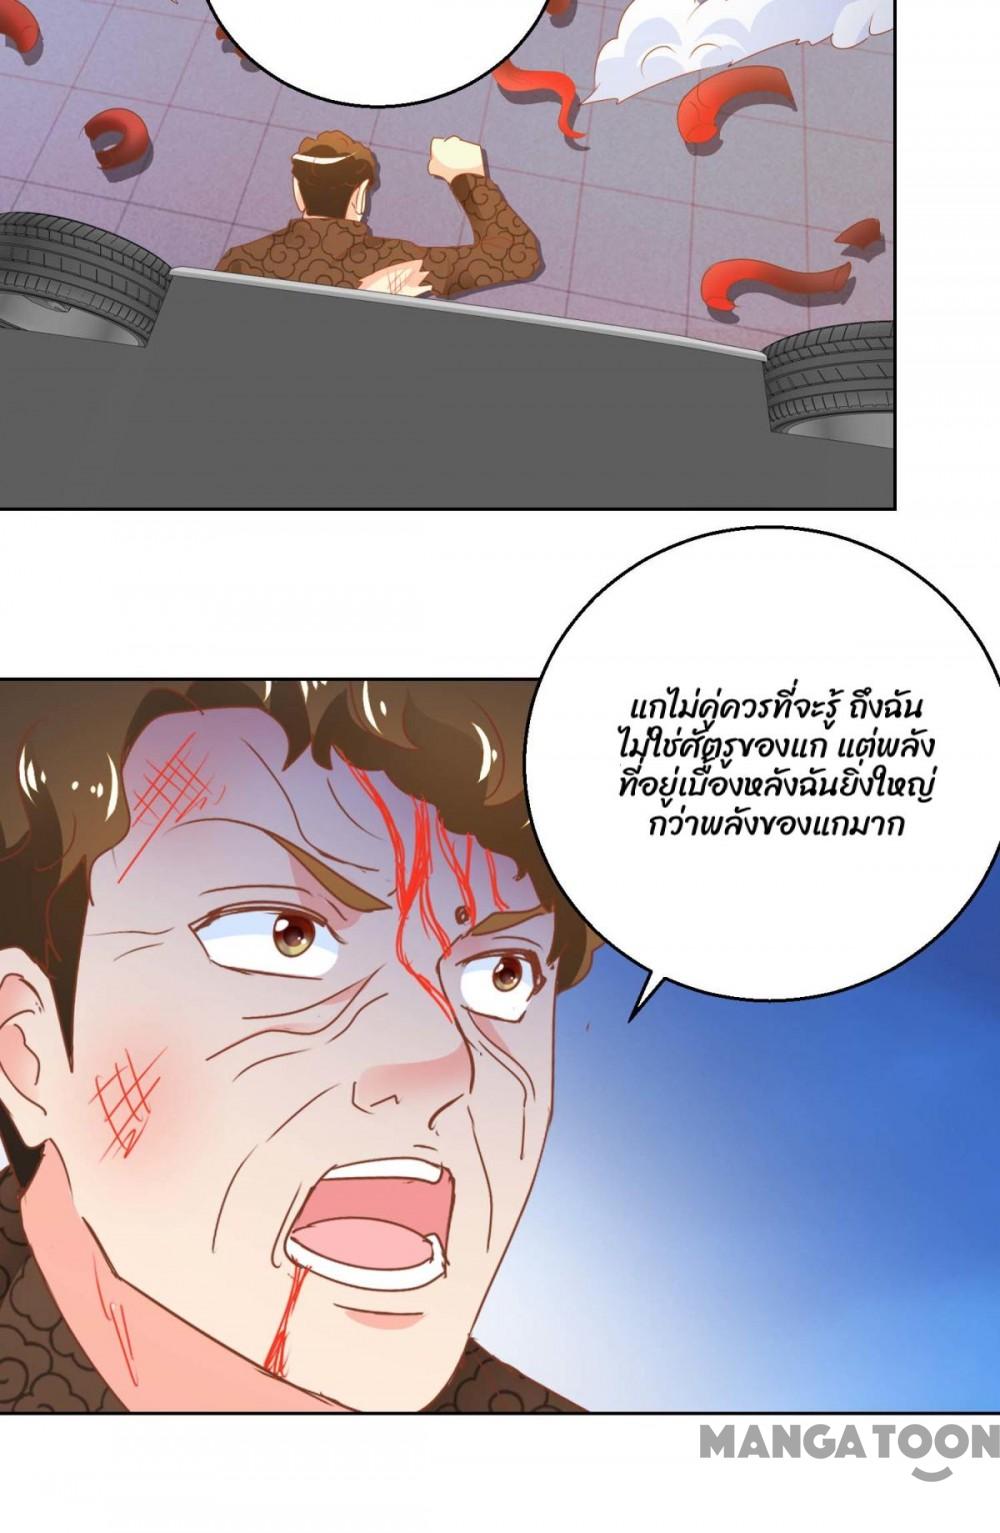 แกไม่คู่ควรที่จะรู้ ถึงฉัน
ไม่ใช่ศัตรูของแก แต่พลัง
ที่อยู่เบื้องหลังฉันยิ่งใหญ่
กว่าพลังของแกมาก
MANGATOON